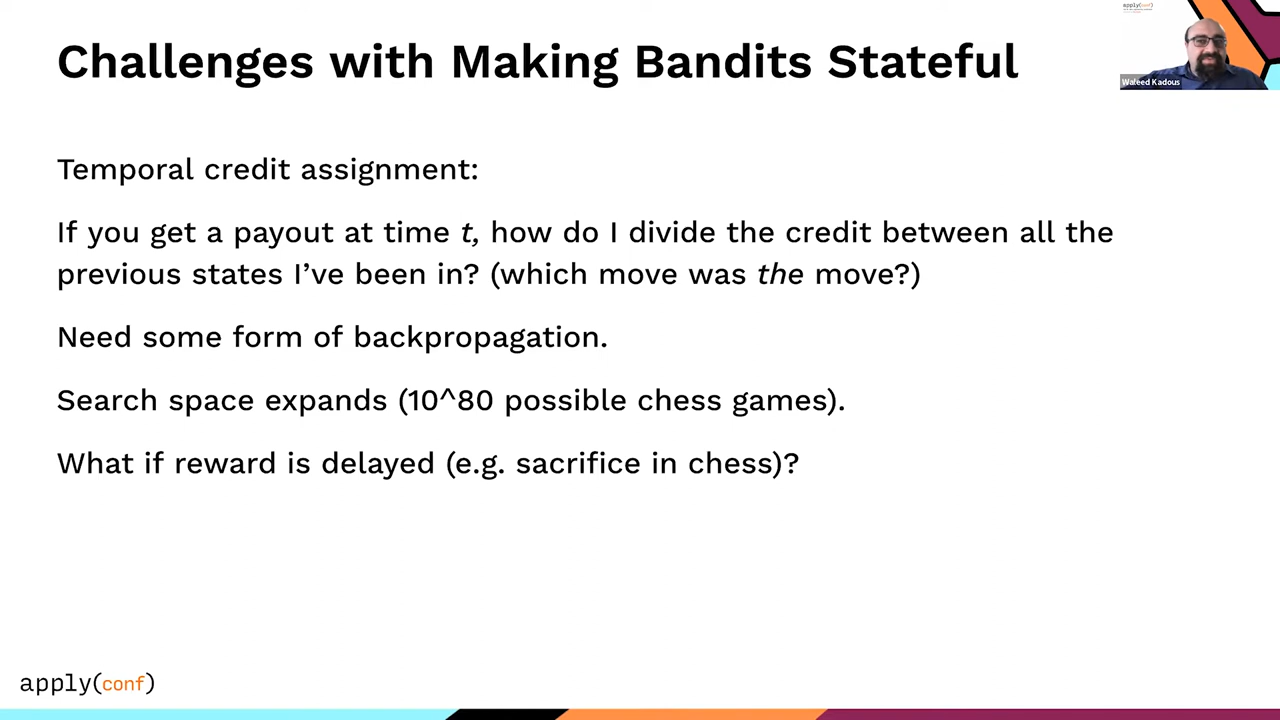 apply(conf)
Challenges with Making Bandits Stateful
Waleed Kadous
Temporal credit assignment:
If you get a payout at time t, how do I divide the credit between all the
previous states I’ve been in? (which move was the move?)
Need some form of backpropagation.
Search space expands (10^80 possible chess games).
What if reward is delayed (e.g. sacrifice in chess)?
apply(conf)